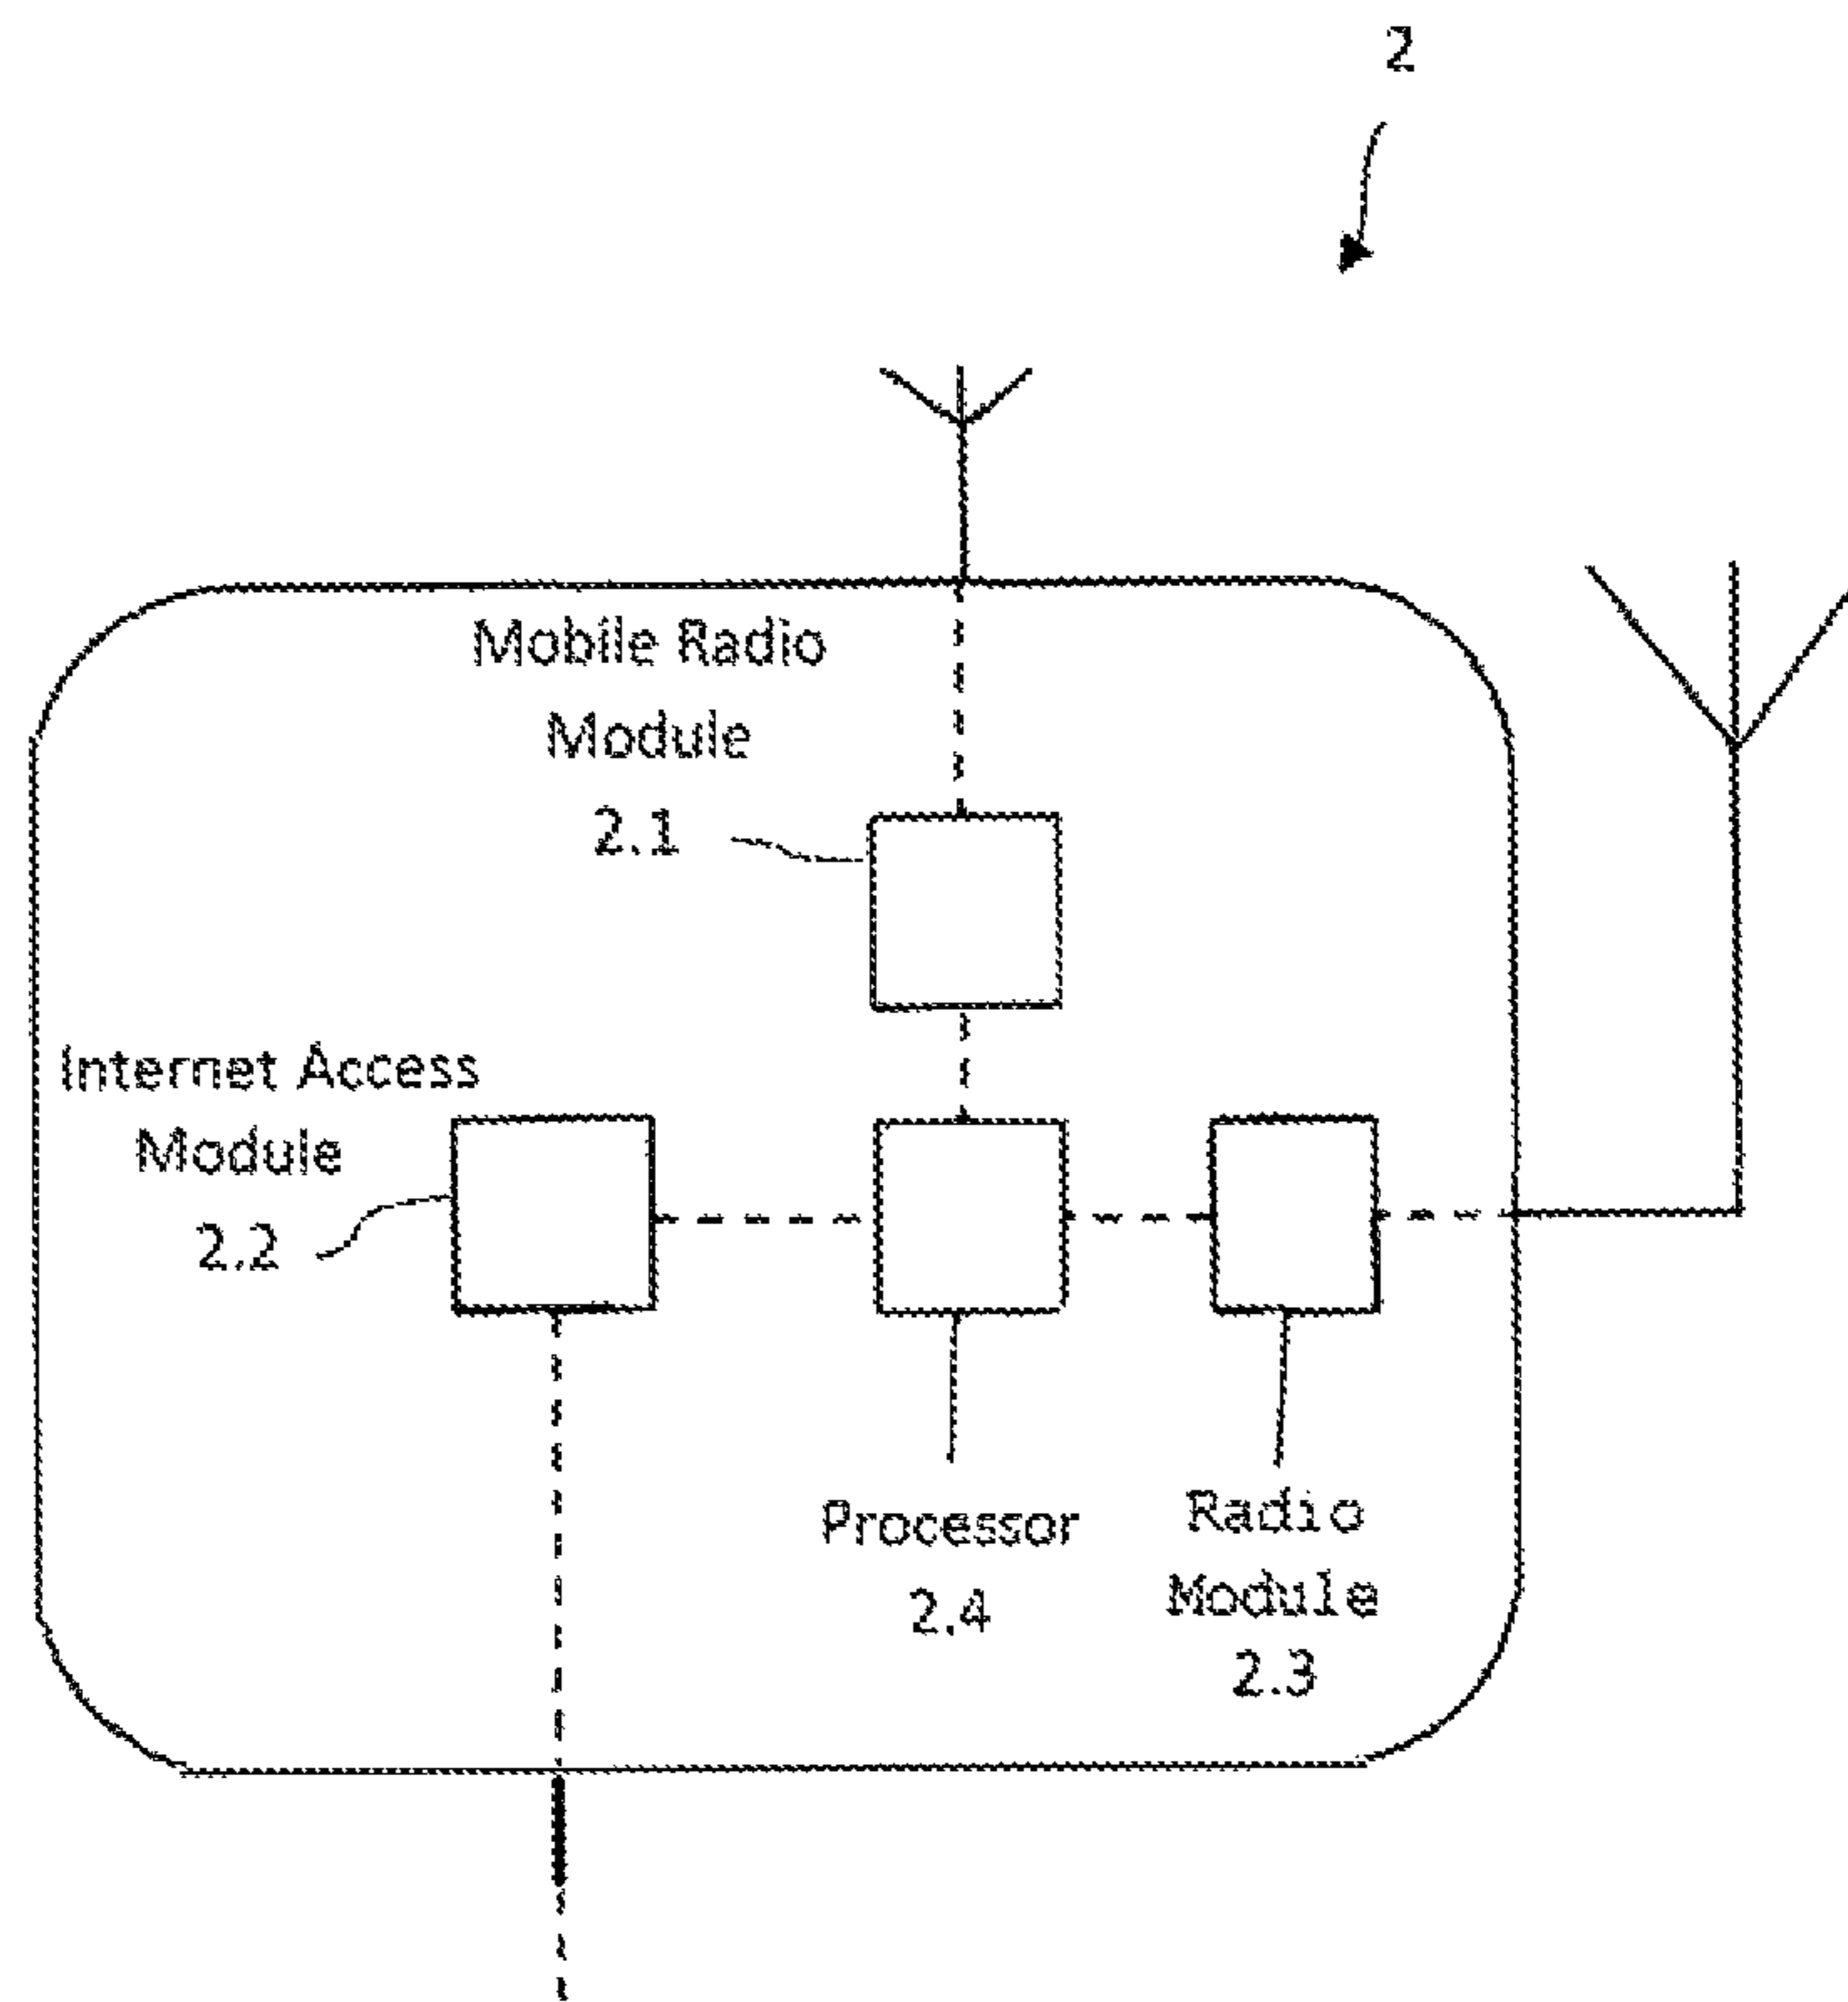 2
Mobile Radio
Module
2.1
Internet Access
Module
2.2
Processor
2.4
Radio
Module
2.3